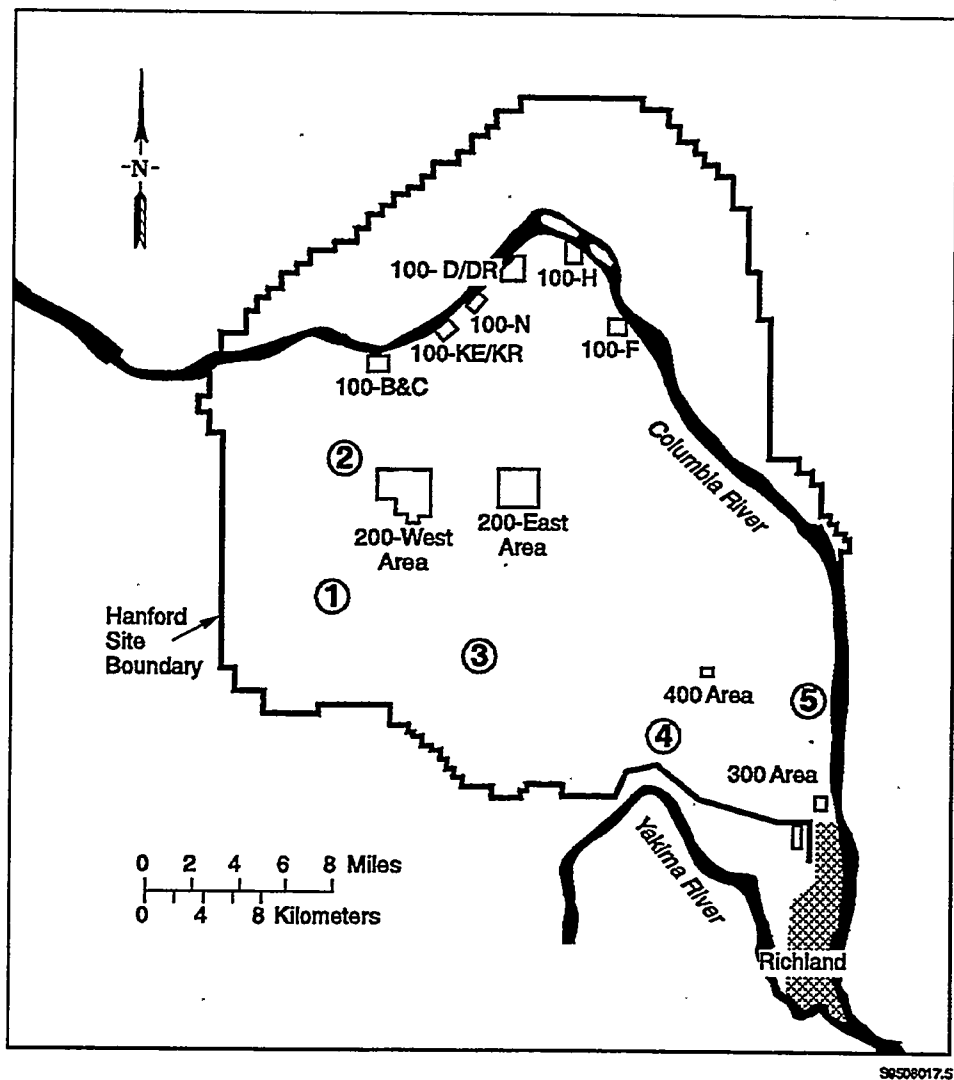 -N-
100- D/DR
100-H
100-N
100-F
100-KE/KR
100-B&C
Columbia River
2
200-West
Area
200-East
Area
1
Hanford
Site
Boundary
3
400 Area
5
4
300 Area
0 2 4 6 8 Miles
0 4 8 Kilometers
Yakima River
Richland
S9508017.5